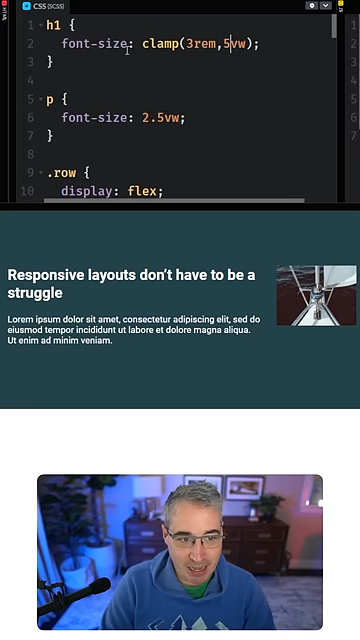 HTML
CSS (SCSS)
JS
1 h1 {
2 font-size: clamp(3rem,5vw);
3 }
4
5 p {
6 font-size: 2.5vw;
7 }
8
9 .row {
10 display: flex;
Responsive layouts don't have to be a
struggle
Lorem ipsum dolor sit amet, consectetur adipiscing elit, sed do
eiusmod tempor incididunt ut labore et dolore magna aliqua.
Ut enim ad minim veniam.